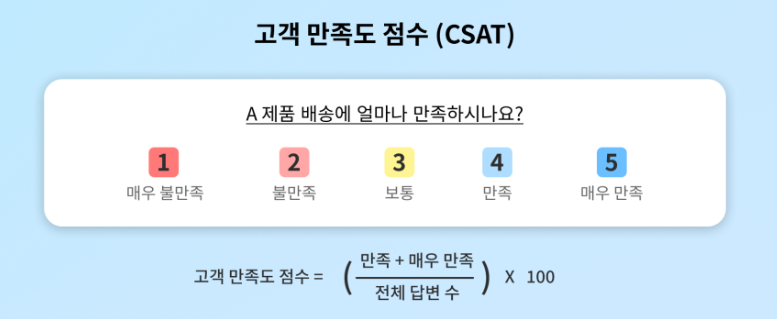 고객 만족도 점수 (CSAT)
A 제품 배송에 얼마나 만족하시나요?
1 2 3 4 5
매우 불만족 불만족 보통 만족 매우 만족
고객 만족도 점수 = ( 만족 + 매우 만족 / 전체 답변 수 ) X 100